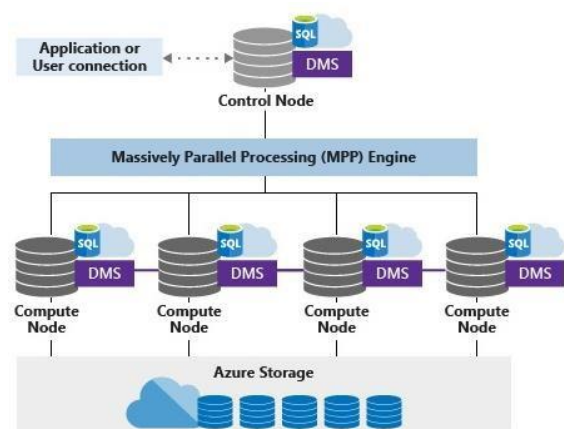 SQL
Application or
User connection
DMS
Control Node
Massively Parallel Processing (MPP) Engine
SQL
SQL
SQL
SQL
DMS
DMS
DMS
DMS
Compute
Node
Compute
Node
Compute
Node
Compute
Node
Azure Storage